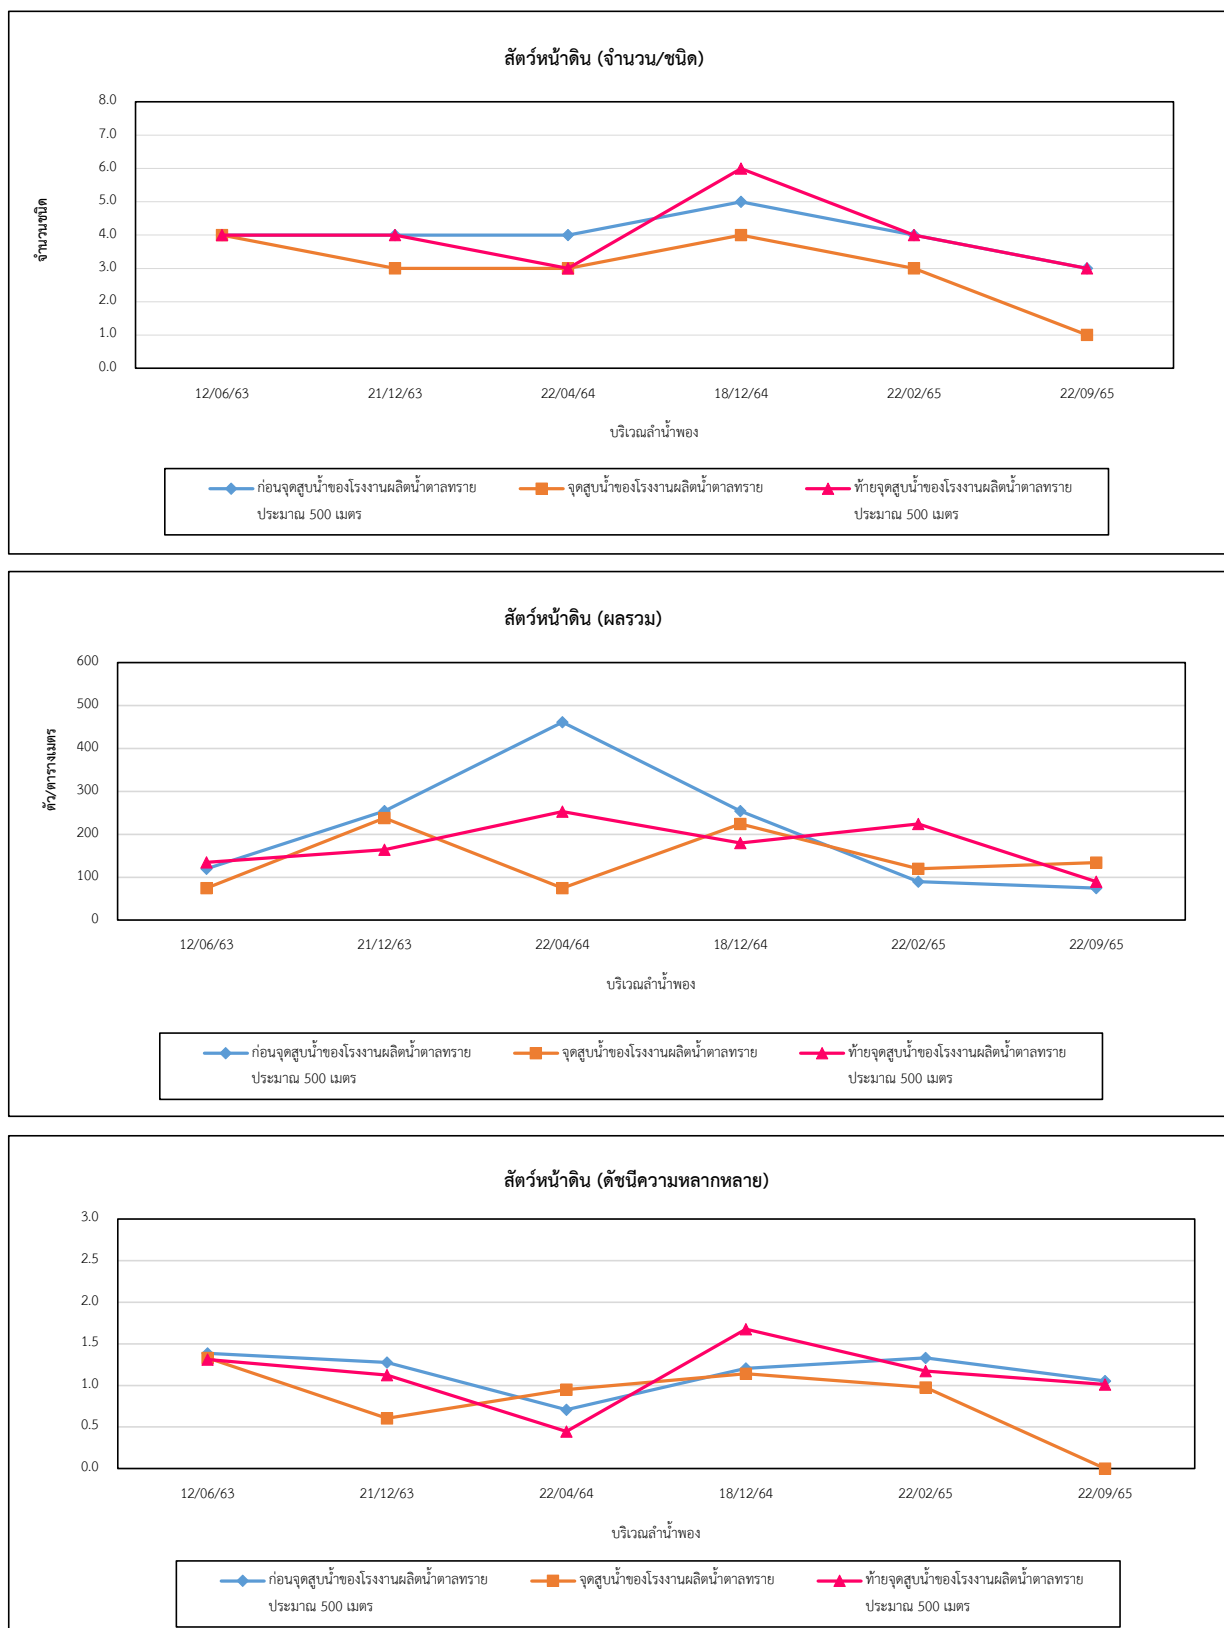 สัตว์หน้าดิน (จำนวน/ชนิด)
จำนวนชนิด
8.0
7.0
6.0
5.0
4.0
3.0
2.0
1.0
0.0
12/06/63 21/12/63 22/04/64 18/12/64 22/02/65 22/09/65
บริเวณลำน้ำพอง
ก่อนจุดสูบน้ำของโรงงานผลิตน้ำตาลทราย จุดสูบน้ำของโรงงานผลิตน้ำตาลทราย ท้ายจุดสูบน้ำของโรงงานผลิตน้ำตาลทราย
ประมาณ 500 เมตร ประมาณ 500 เมตร
สัตว์หน้าดิน (ผลรวม)
ตัว/ตารางเมตร
600
500
400
300
200
100
0
12/06/63 21/12/63 22/04/64 18/12/64 22/02/65 22/09/65
บริเวณลำน้ำพอง
ก่อนจุดสูบน้ำของโรงงานผลิตน้ำตาลทราย จุดสูบน้ำของโรงงานผลิตน้ำตาลทราย ท้ายจุดสูบน้ำของโรงงานผลิตน้ำตาลทราย
ประมาณ 500 เมตร ประมาณ 500 เมตร
สัตว์หน้าดิน (ดัชนีความหลากหลาย)
3.0
2.5
2.0
1.5
1.0
0.5
0.0
12/06/63 21/12/63 22/04/64 18/12/64 22/02/65 22/09/65
บริเวณลำน้ำพอง
ก่อนจุดสูบน้ำของโรงงานผลิตน้ำตาลทราย จุดสูบน้ำของโรงงานผลิตน้ำตาลทราย ท้ายจุดสูบน้ำของโรงงานผลิตน้ำตาลทราย
ประมาณ 500 เมตร ประมาณ 500 เมตร